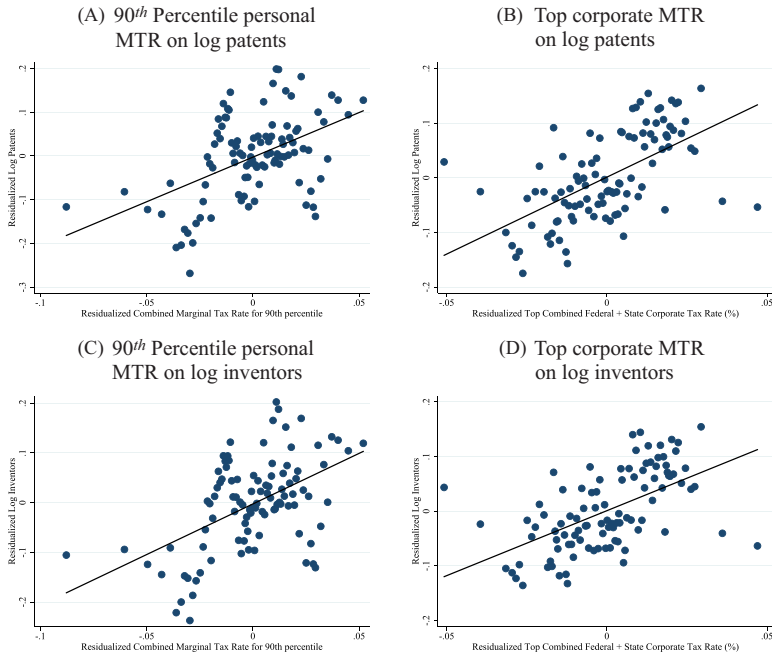 (A) 90th Percentile personal
MTR on log patents
.2
.1
0
-.1
-.2
-.3
Residualized Log Patents
-.1
-.05
0
.05
Residualized Combined Marginal Tax Rate for 90th percentile
(B) Top corporate MTR
on log patents
.2
.1
0
-.1
-.2
Residualized Log Patents
-.05
0
.05
Residualized Top Combined Federal + State Corporate Tax Rate (%)
(C) 90th Percentile personal
MTR on log inventors
.2
.1
0
-.1
-.2
Residualized Log Inventors
-.1
-.05
0
.05
Residualized Combined Marginal Tax Rate for 90th percentile
(D) Top corporate MTR
on log inventors
.2
.1
0
-.1
-.2
Residualized Log Inventors
-.05
0
.05
Residualized Top Combined Federal + State Corporate Tax Rate (%)